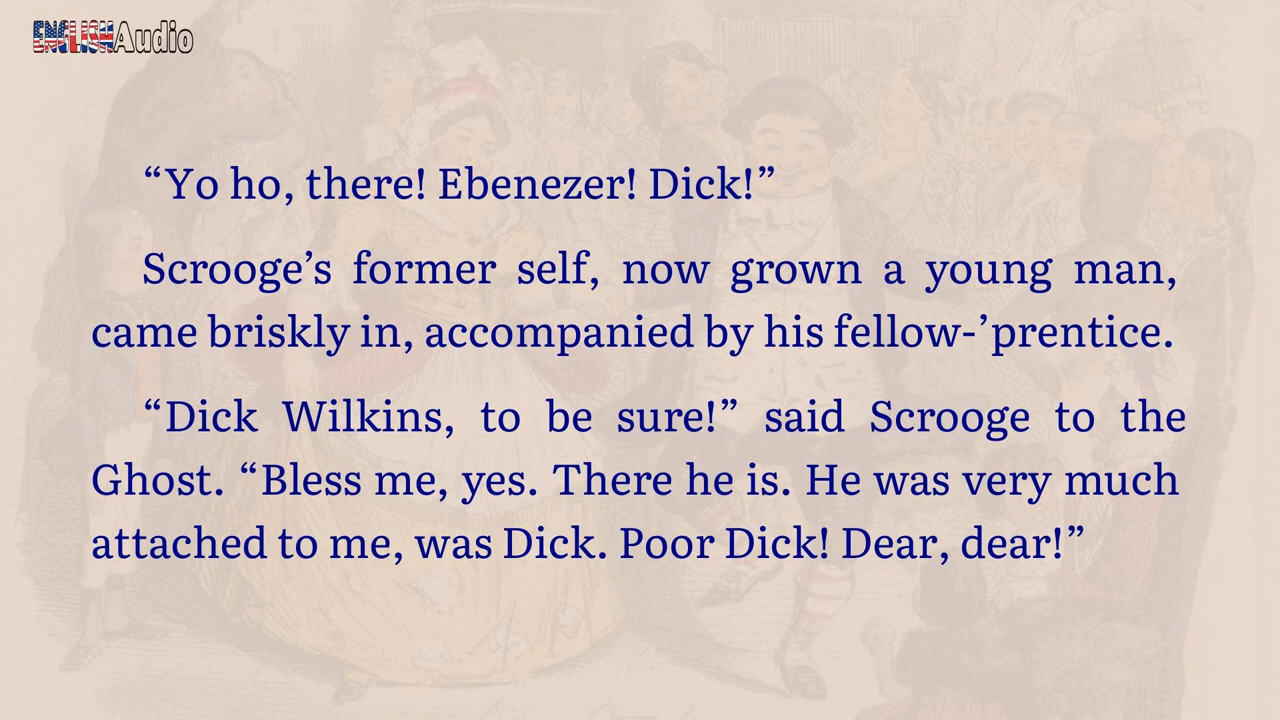 ENGLISHAudio
“Yo ho, there! Ebenezer! Dick!”
Scrooge’s former self, now grown a young man,
came briskly in, accompanied by his fellow-’prentice.
“Dick Wilkins, to be sure!” said Scrooge to the
Ghost. “Bless me, yes. There he is. He was very much
attached to me, was Dick. Poor Dick! Dear, dear!”